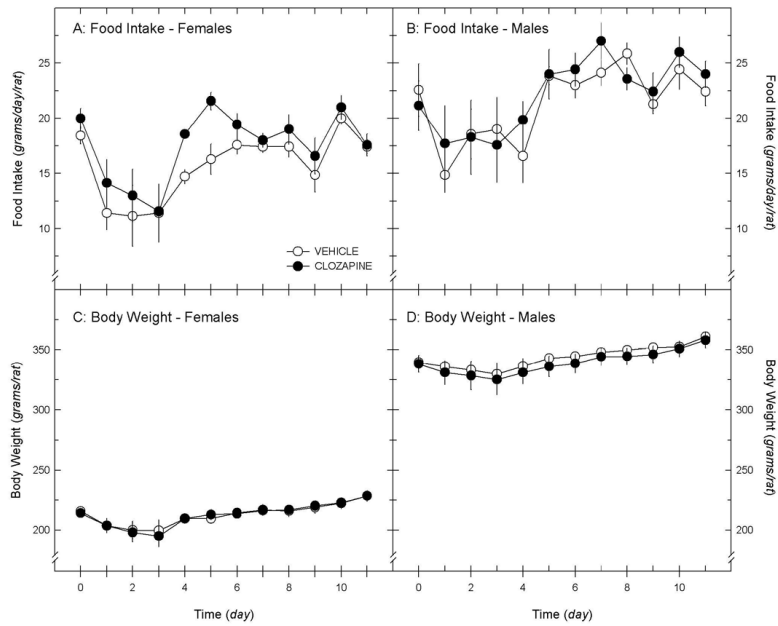 A: Food Intake - Females
B: Food Intake - Males
Food Intake (grams/day/rat)
25
20
15
10
VEHICLE
CLOZAPINE
25
20
15
10
Food Intake (grams/day/rat)
C: Body Weight - Females
D: Body Weight - Males
Body Weight (grams/rat)
350
300
250
200
350
300
250
200
Body Weight (grams/rat)
0 2 4 6 8 10
0 2 4 6 8 10
Time (day)
Time (day)